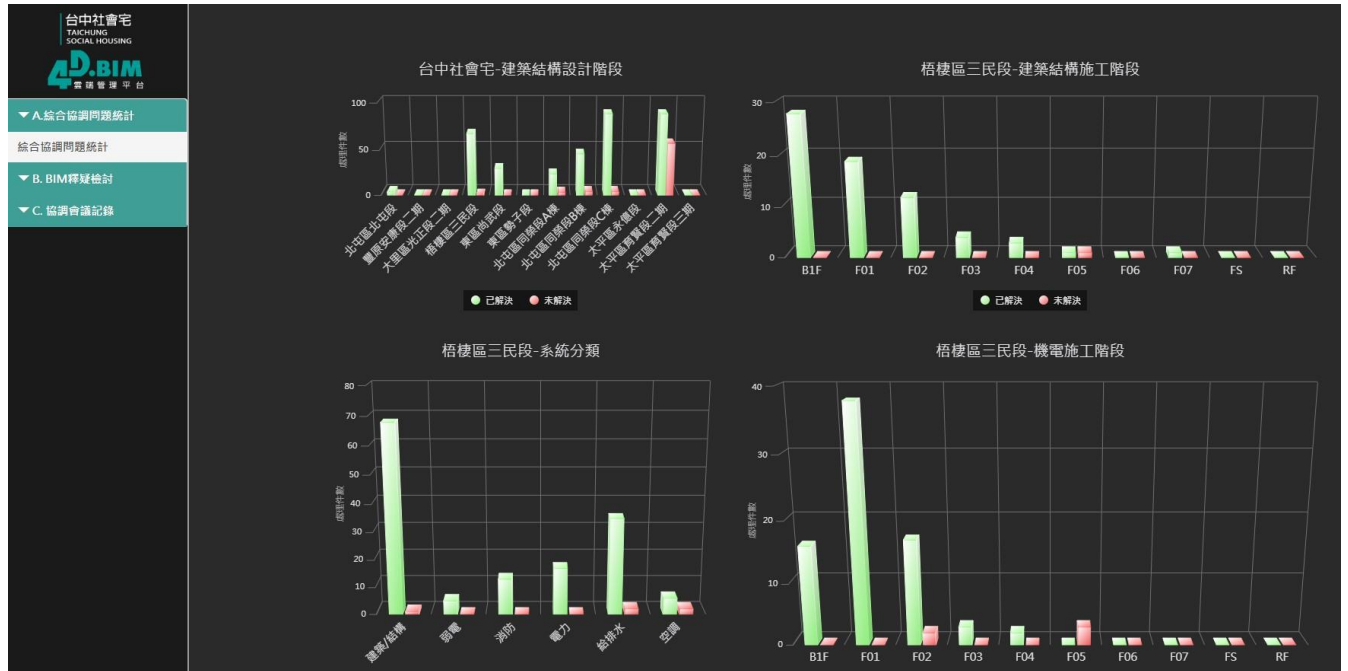 台中社會宅
TAICHUNG
SOCIAL HOUSING
4D.BIM
雲端管理平台
A.綜合協調問題統計
綜合協調問題統計
B. BIM釋疑檢討
C. 協調會議記錄
台中社會宅-建築結構設計階段
100
50
0
處理件數
北屯區北屯段
豐原安康段二期
大里區光正段二期
梧棲區三民段
東區尚武段
東區勢子段
北屯區同榮段A棟
北屯區同榮段B棟
北屯區同榮段C棟
太平區永億段
太平區育賢段二期
太平區育賢段三期
已解決 未解決
梧棲區三民段-建築結構施工階段
30
20
10
0
處理件數
B1F F01 F02 F03 F04 F05 F06 F07 FS RF
已解決 未解決
梧棲區三民段-系統分類
80
70
60
50
40
30
20
10
0
處理件數
建築/結構
弱電
消防
電力
給排水
空調
梧棲區三民段-機電施工階段
40
30
20
10
0
處理件數
B1F F01 F02 F03 F04 F05 F06 F07 FS RF